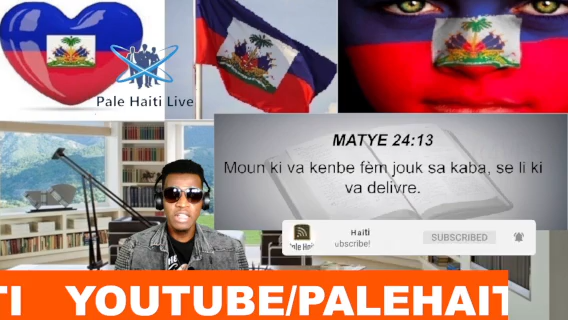 Pale Haiti Live
MATYE 24:13
Moun ki va kenbe fèm jouk sa kaba, se li ki
va delivre.
Haiti
ubscribe!
SUBSCRIBED
TI YOUTUBE/PALEHAIT